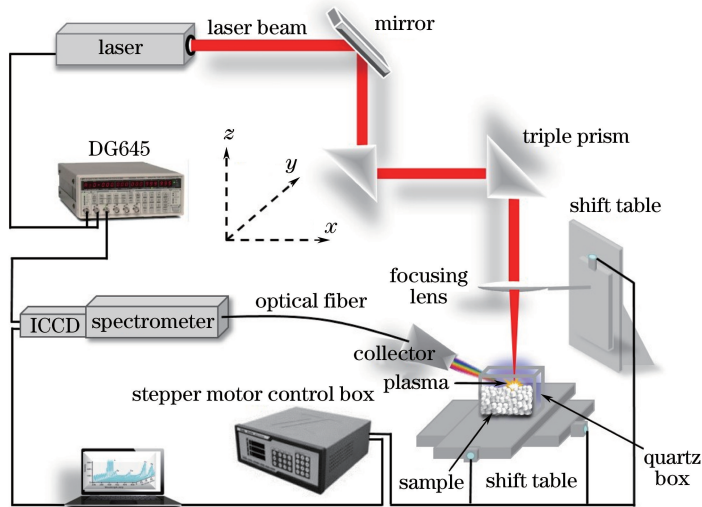 laser beam
mirror
laser
DG645
z
y
x
triple prism
shift table
focusing
lens
optical fiber
ICCD
spectrometer
collector
plasma
stepper motor control box
quartz
box
sample
shift table